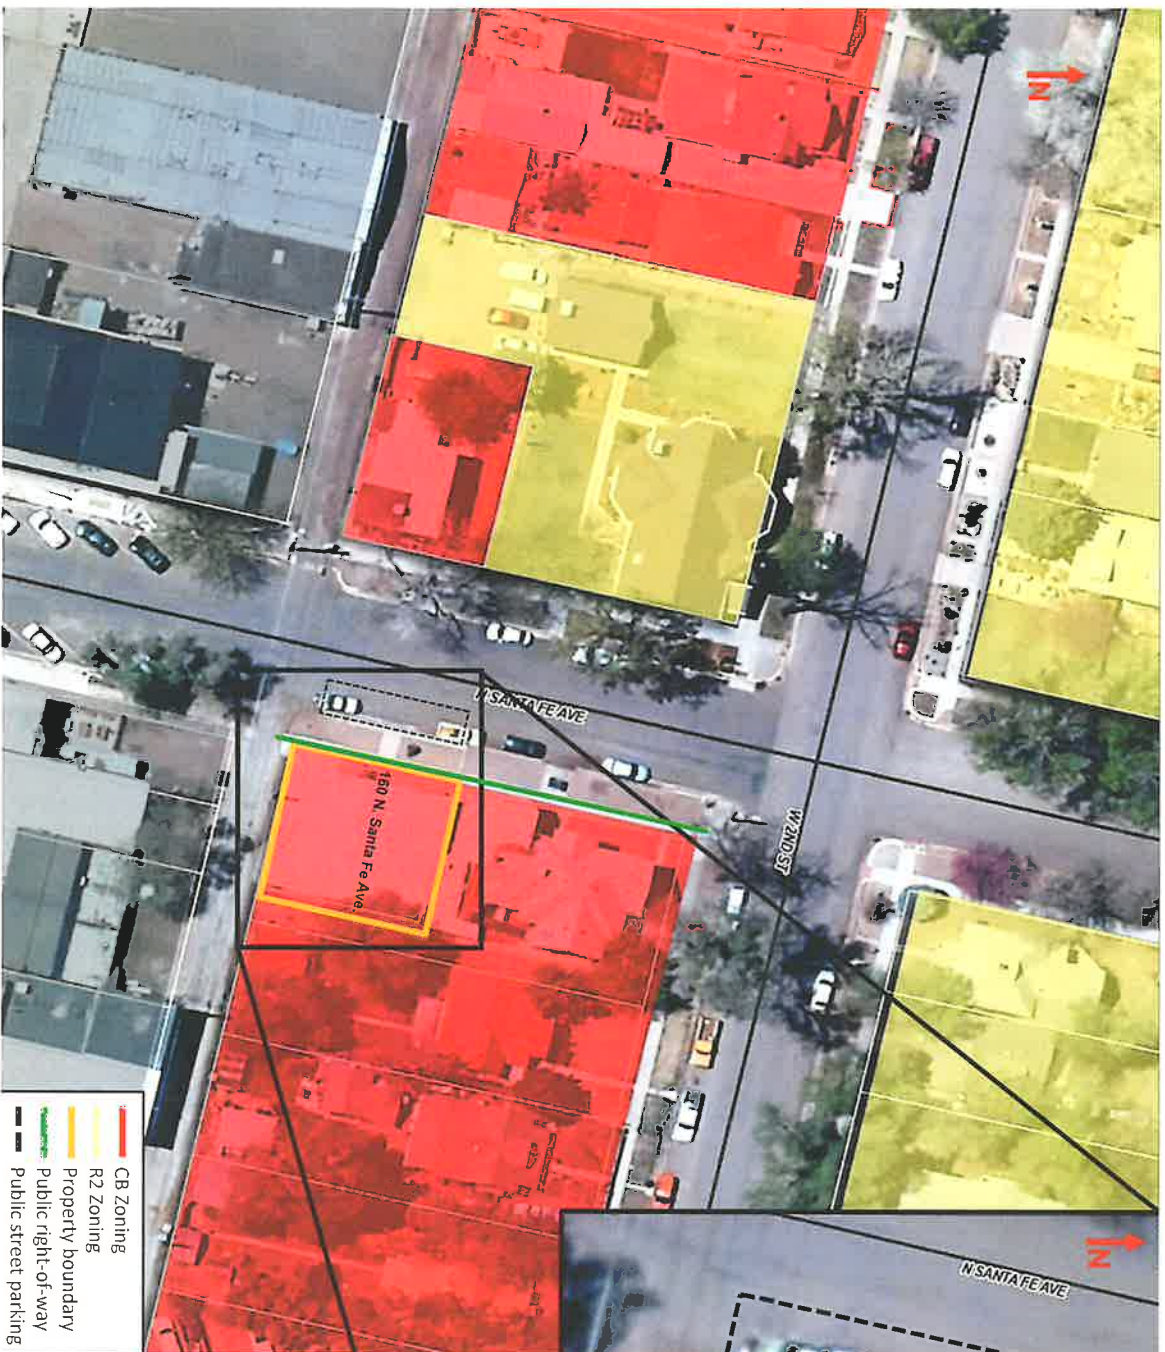 N
N SANTA FE AVE
W 2ND ST
160 N. Santa Fe Ave.
N
N SANTA FE AVE
CB Zoning
R2 Zoning
Property boundary
Public right-of-way
Public street parking